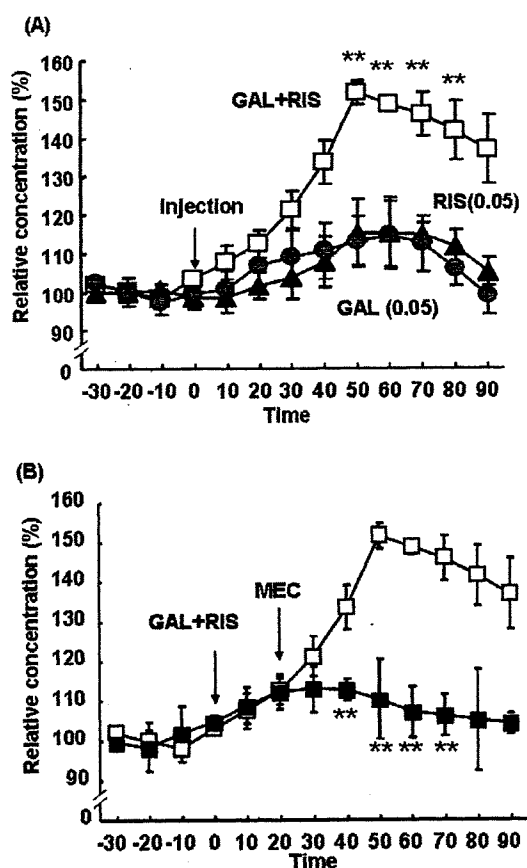 (A)
Relative concentration (%)
160
150
140
130
120
110
100
90
0
** ** ** **
GAL+RIS
Injection
RIS(0.05)
GAL (0.05)
-30 -20 -10 0 10 20 30 40 50 60 70 80 90
Time
(B)
Relative concentration (%)
160
150
140
130
120
110
100
90
0
MEC
GAL+RIS
**
** ** **
-30 -20 -10 0 10 20 30 40 50 60 70 80 90
Time